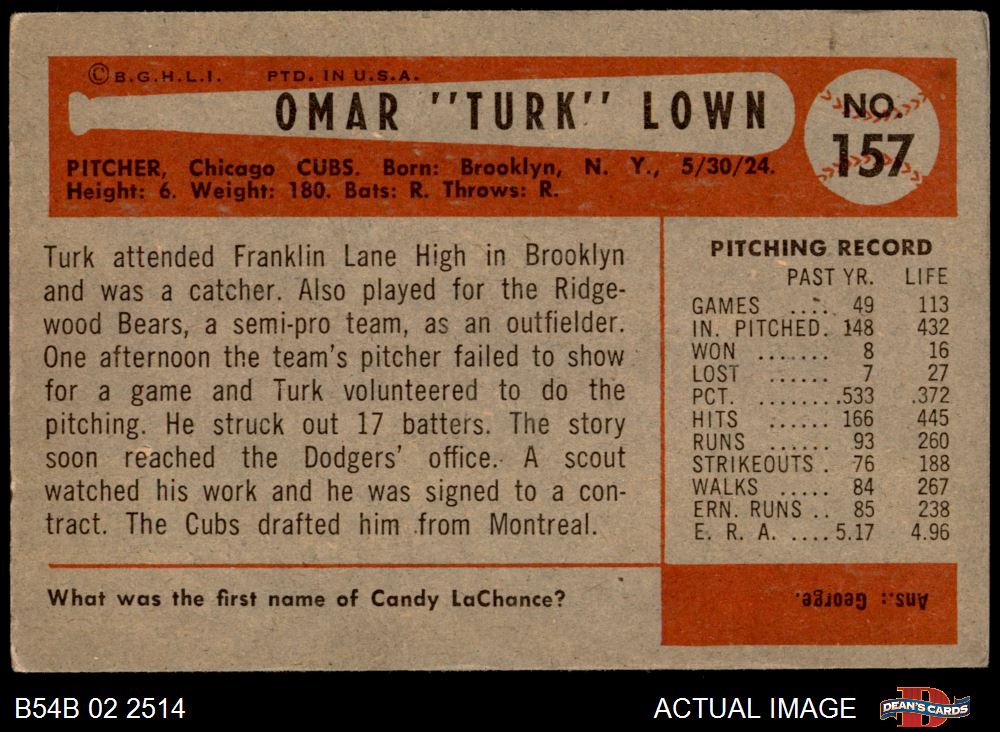 © B.G.H.L.I. PTD. IN U.S.A.
OMAR "TURK" LOWN
NO. 157
PITCHER, Chicago CUBS. Born: Brooklyn, N. Y., 5/30/24.
Height: 6. Weight: 180. Bats: R. Throws: R.
Turk attended Franklin Lane High in Brooklyn
and was a catcher. Also played for the Ridge-
wood Bears, a semi-pro team, as an outfielder.
One afternoon the team's pitcher failed to show
for a game and Turk volunteered to do the
pitching. He struck out 17 batters. The story
soon reached the Dodgers' office. A scout
watched his work and he was signed to a con-
tract. The Cubs drafted him from Montreal.
PITCHING RECORD
PAST YR. LIFE
GAMES .... 49 113
IN. PITCHED. 148 432
WON ....... 8 16
LOST ...... 7 27
PCT. ........ .533 .372
HITS ...... 166 445
RUNS ...... 93 260
STRIKEOUTS . 76 188
WALKS ..... 84 267
ERN. RUNS .. 85 238
E. R. A. .... 5.17 4.96
What was the first name of Candy LaChance?
Ans.: George.
B54B 02 2514
ACTUAL IMAGE
D
DEAN'S CARDS